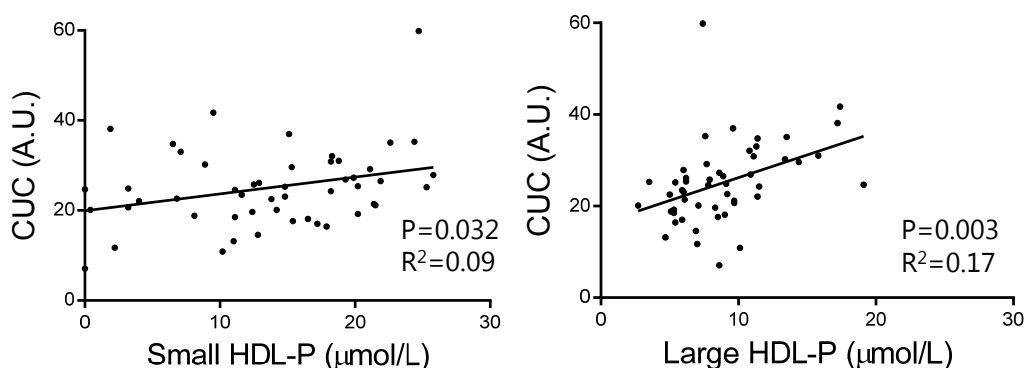 60
40
20
0
CUC (A.U.)
0
10
20
30
Small HDL-P (μmol/L)
P=0.032
R²=0.09
60
40
20
0
CUC (A.U.)
0
10
20
30
Large HDL-P (μmol/L)
P=0.003
R²=0.17